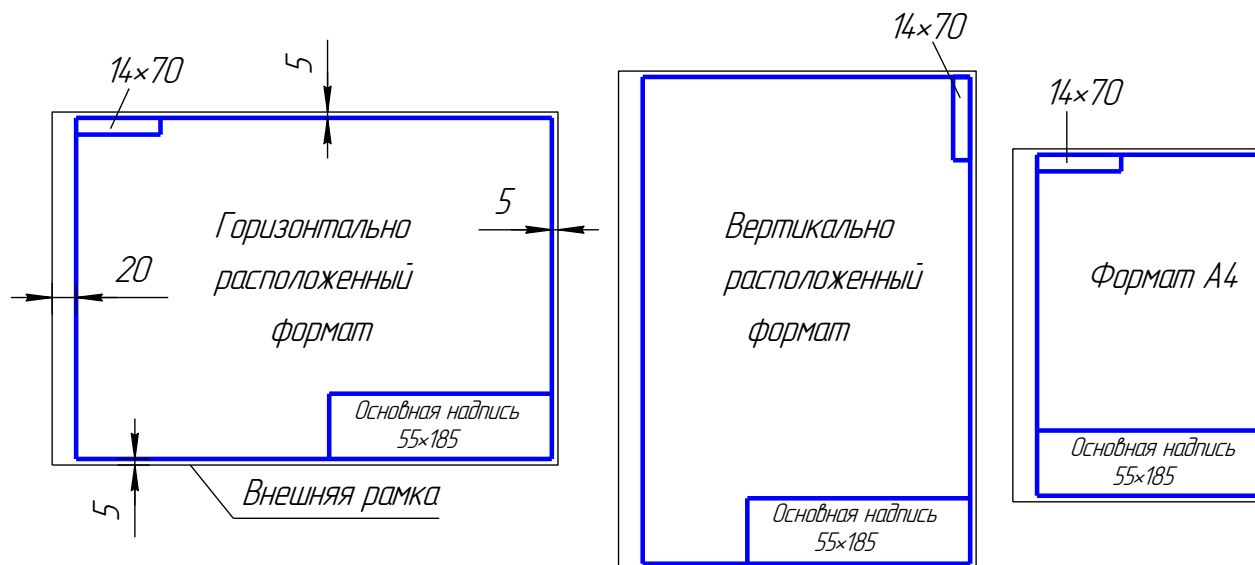 14×70
5
Горизонтально
расположенный
формат
20
5
Основная надпись
55×185
5
Внешняя рамка
14×70
Вертикально
расположенный
формат
Основная надпись
55×185
14×70
Формат А4
Основная надпись
55×185